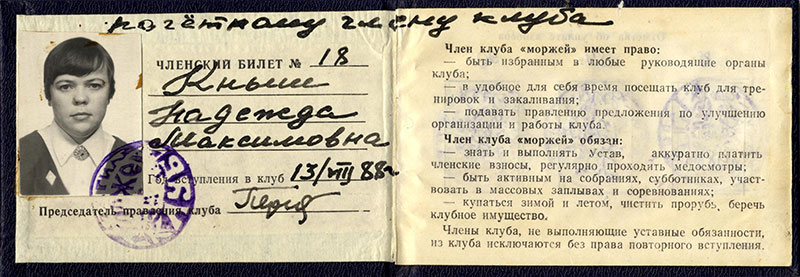 почётному члену клуба
ЧЛЕНСКИЙ БИЛЕТ № 18
Кныш
Надежда
Максимовна
Год вступления в клуб 13/VIII 88г
Председатель правления клуба
Член клуба «моржей» имеет право:
— быть избранным в любые руководящие органы
клуба;
— в удобное для себя время посещать клуб для тре-
нировок и закаливания;
— подавать правлению предложения по улучшению
организации и работы клуба.
Член клуба «моржей» обязан:
— знать и выполнять Устав, аккуратно платить
членские взносы, регулярно проходить медосмотры;
— быть активным на собраниях, субботниках, участ-
вовать в массовых заплывах и соревнованиях;
— купаться зимой и летом, чистить прорубь, беречь
клубное имущество.
Члены клуба, не выполняющие уставные обязанности,
из клуба исключаются без права повторного вступления.